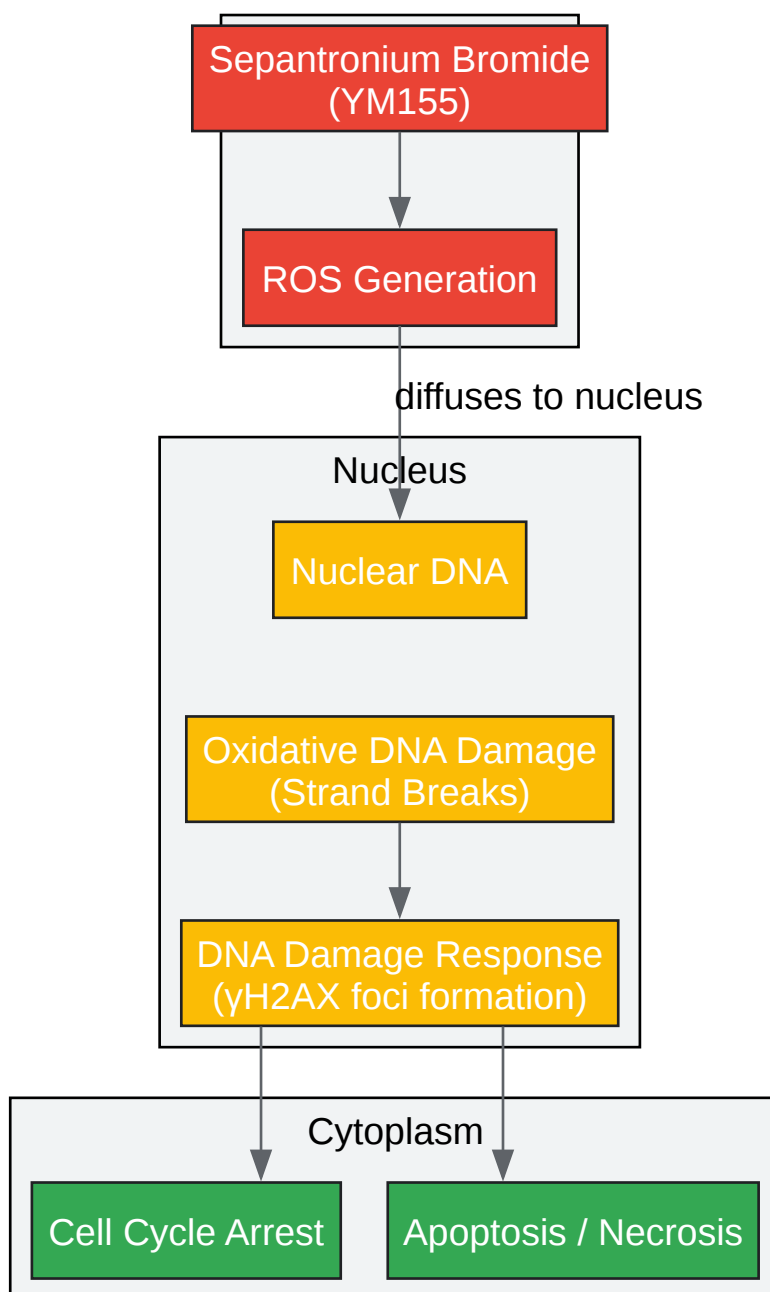 Sepantronium Bromide
(YM155)
ROS Generation
diffuses to nucleus
Nucleus
Nuclear DNA
Oxidative DNA Damage
(Strand Breaks)
DNA Damage Response
(γH2AX foci formation)
Cytoplasm
Cell Cycle Arrest
Apoptosis / Necrosis